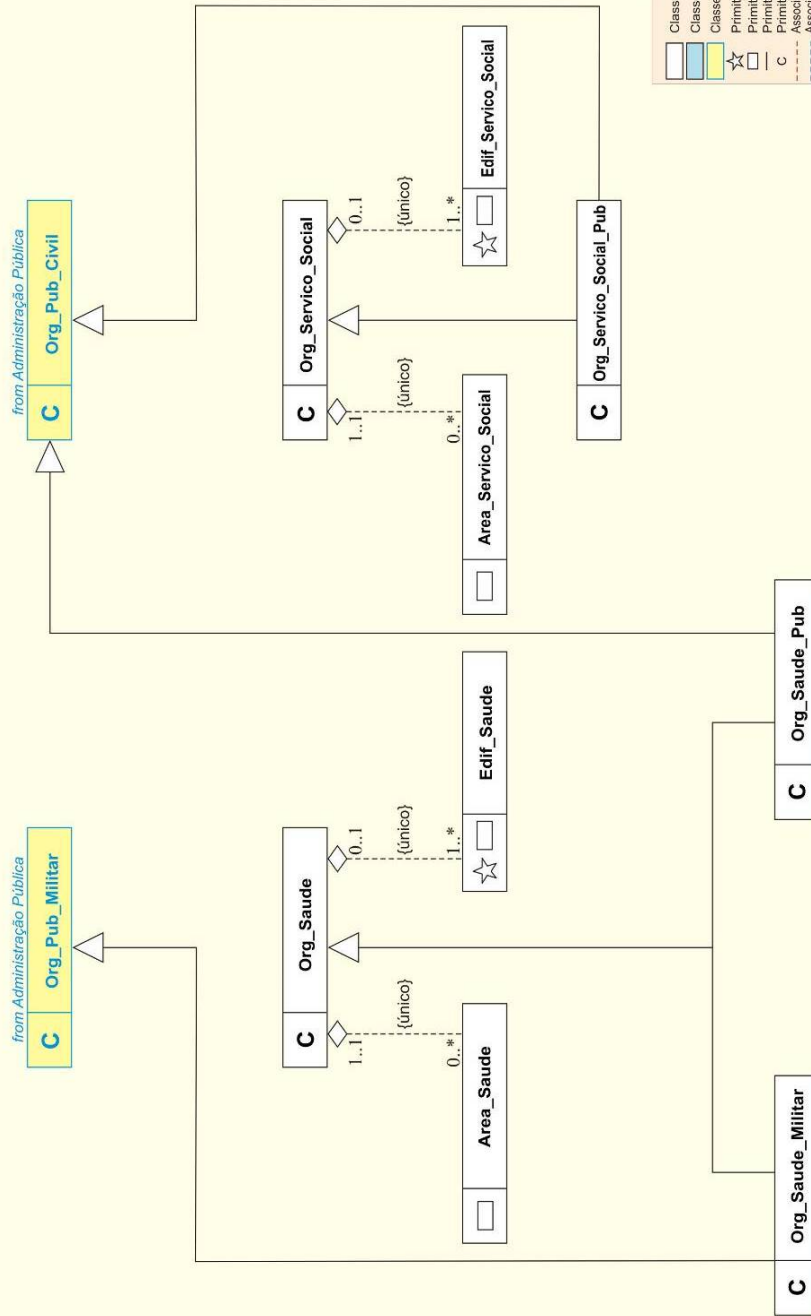 from Administração Pública
C Org_Pub_Militar
from Administração Pública
C Org_Pub_Civil
C Org_Saude
1..1
{único}
0..*
0..1
{único}
1..*
Area_Saude
Edif_Saude
C Org_Servico_Social
1..1
{único}
0..*
0..1
{único}
1..*
Area_Servico_Social
Edif_Servico_Social
C Org_Servico_Social_Pub
C Org_Saude_Militar
C Org_Saude_Pub
C